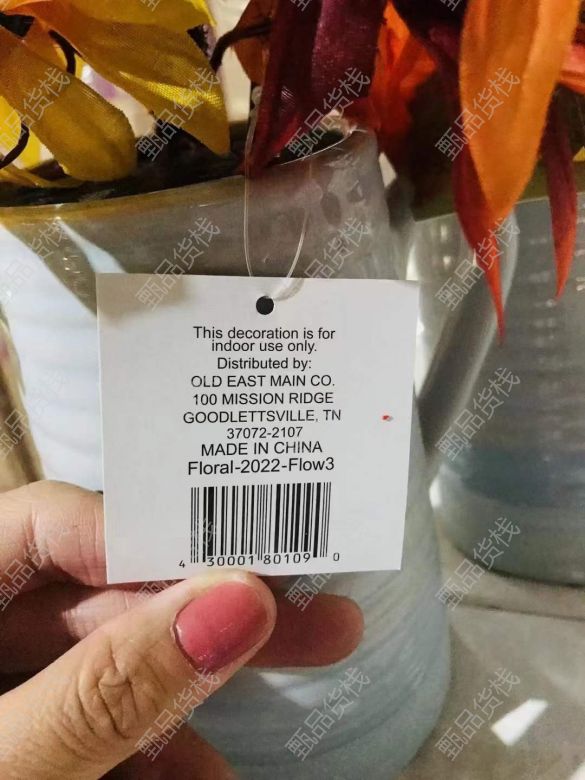 This decoration is for
indoor use only.
Distributed by:
OLD EAST MAIN CO.
100 MISSION RIDGE
GOODLETTSVILLE, TN
37072-2107
MADE IN CHINA
Floral-2022-Flow3
4 30001 80109 0
甄品货栈